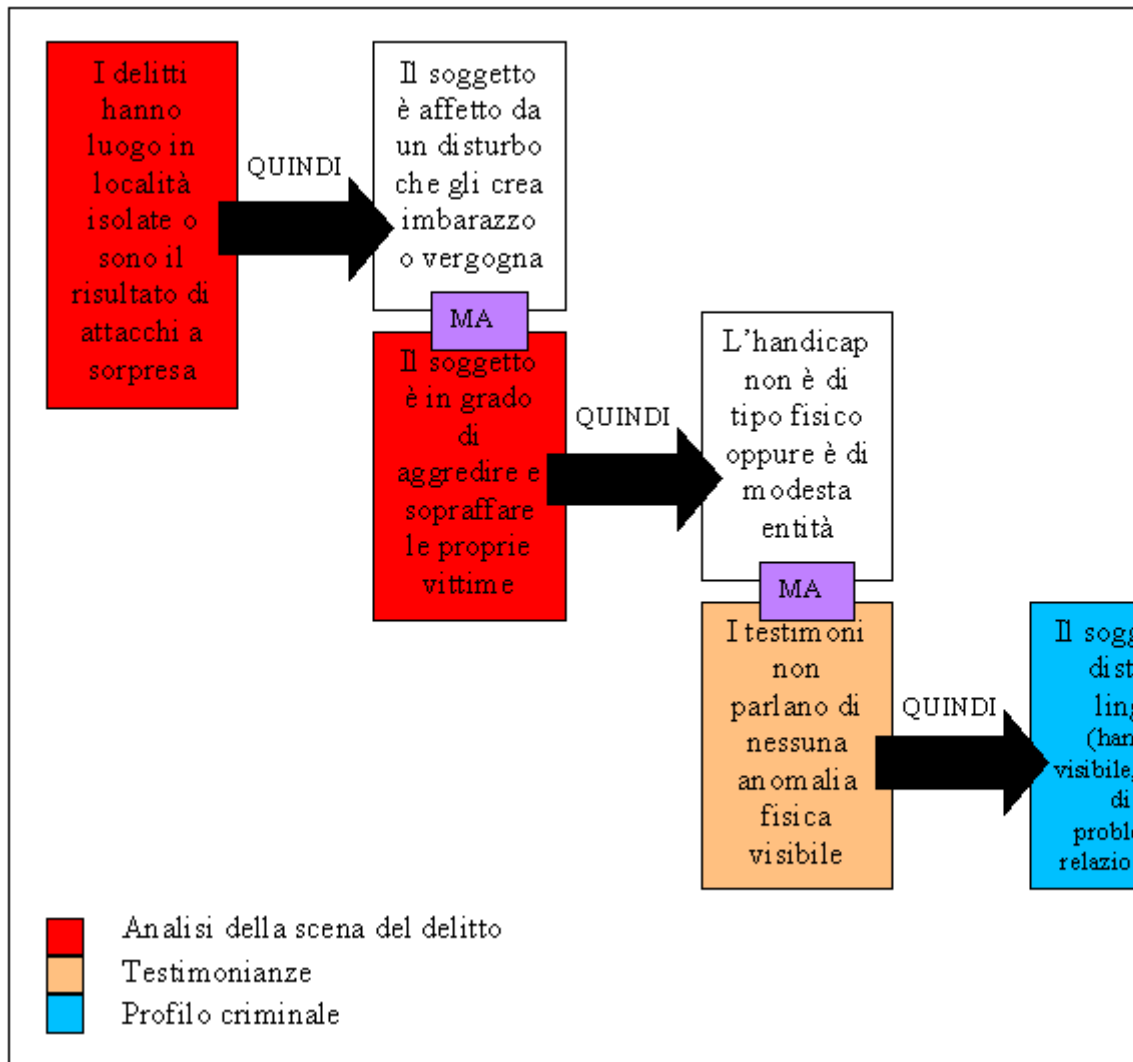 I delitti
hanno
luogo in
località
isolate o
sono il
risultato di
attacchi a
sorpresa
QUINDI
Il soggetto
è affetto da
un disturbo
che gli crea
imbarazzo
o vergogna
MA
Il soggetto
è in grado
di
aggredire e
sopraffare
le proprie
vittime
QUINDI
L'handicap
non è di
tipo fisico
oppure è di
modesta
entità
MA
I testimoni
non
parlano di
nessuna
anomalia
fisica
visibile
QUINDI
Il
visibile,
di
Analisi della scena del delitto
Testimonianze
Profilo criminale